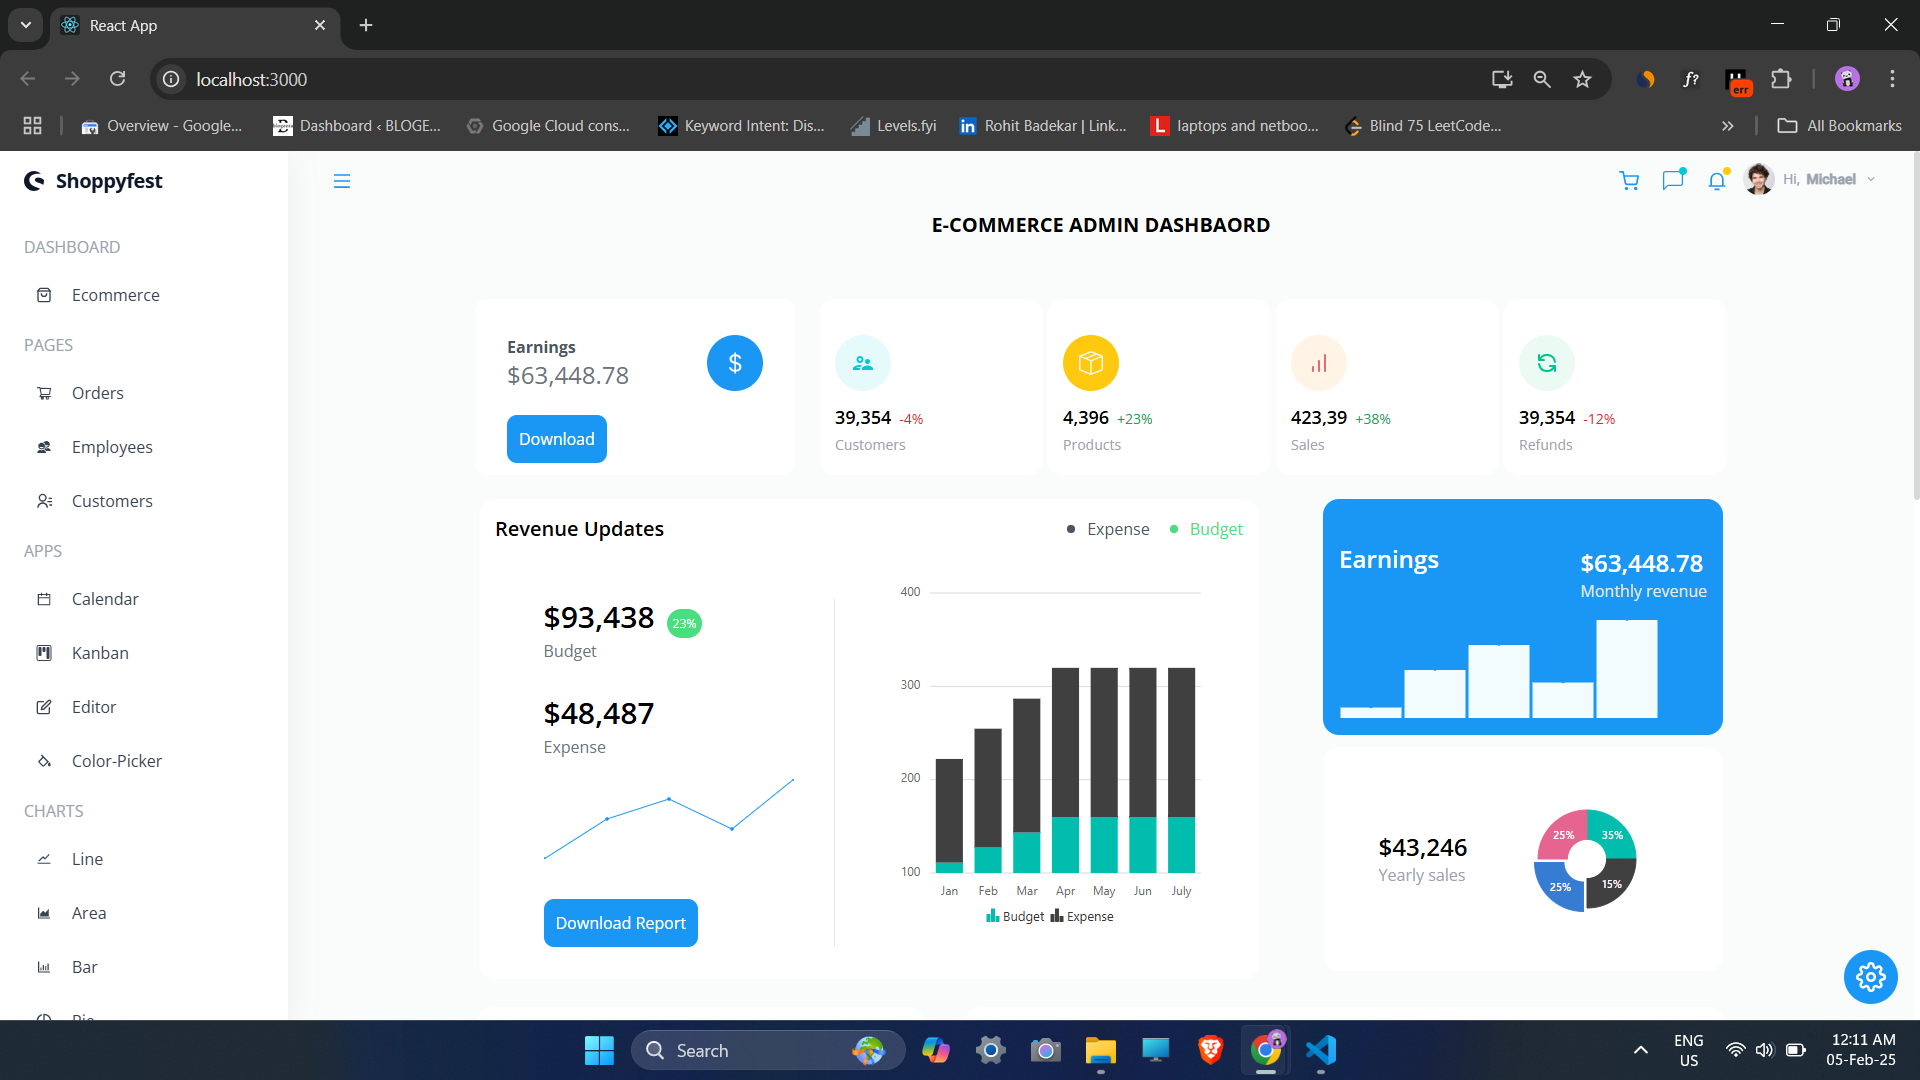 React App
localhost:3000
err
Overview - Google...
Dashboard ‹ BLOGE...
Google Cloud cons...
Keyword Intent: Dis...
Levels.fyi
Rohit Badekar | Link...
laptops and netboo...
Blind 75 LeetCode...
All Bookmarks
Shoppyfest
Hi, Michael
E-COMMERCE ADMIN DASHBAORD
DASHBOARD
Ecommerce
PAGES
Orders
Employees
Customers
APPS
Calendar
Kanban
Editor
Color-Picker
CHARTS
Line
Area
Bar
Earnings
$63,448.78
$
Download
39,354 -4%
Customers
4,396 +23%
Products
423,39 +38%
Sales
39,354 -12%
Refunds
Revenue Updates
Expense
Budget
$93,438 23%
Budget
$48,487
Expense
Download Report
400
300
200
100
Jan Feb Mar Apr May Jun July
Budget Expense
Earnings
$63,448.78
Monthly revenue
$43,246
Yearly sales
25% 35%
25% 15%
Search
ENG
US
12:11 AM
05-Feb-25